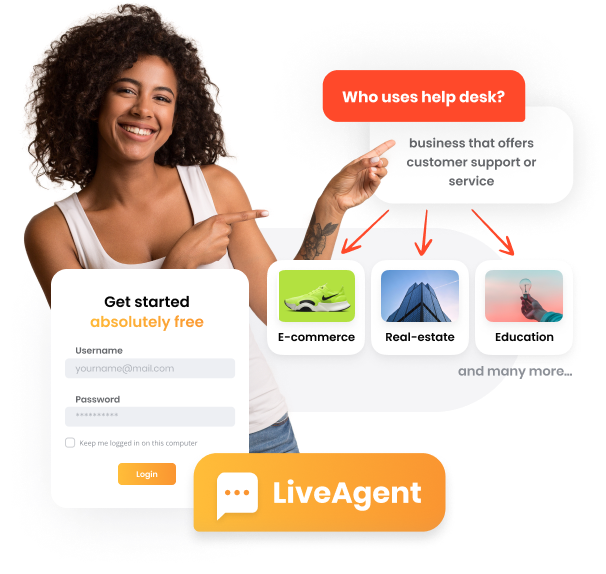 Who uses help desk?
business that offers
customer support or
service
Get started
absolutely free
Username
yourname@mail.com
Password
**********
Keep me logged in on this computer
Login
E-commerce
Real-estate
Education
and many more...
LiveAgent